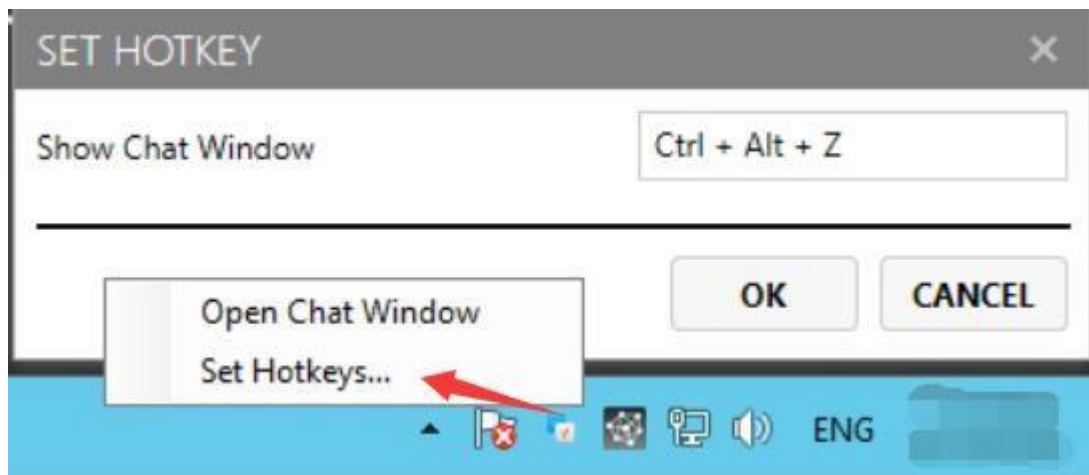 SET HOTKEY
Show Chat Window Ctrl + Alt + Z
OK CANCEL
Open Chat Window
Set Hotkeys...
ENG